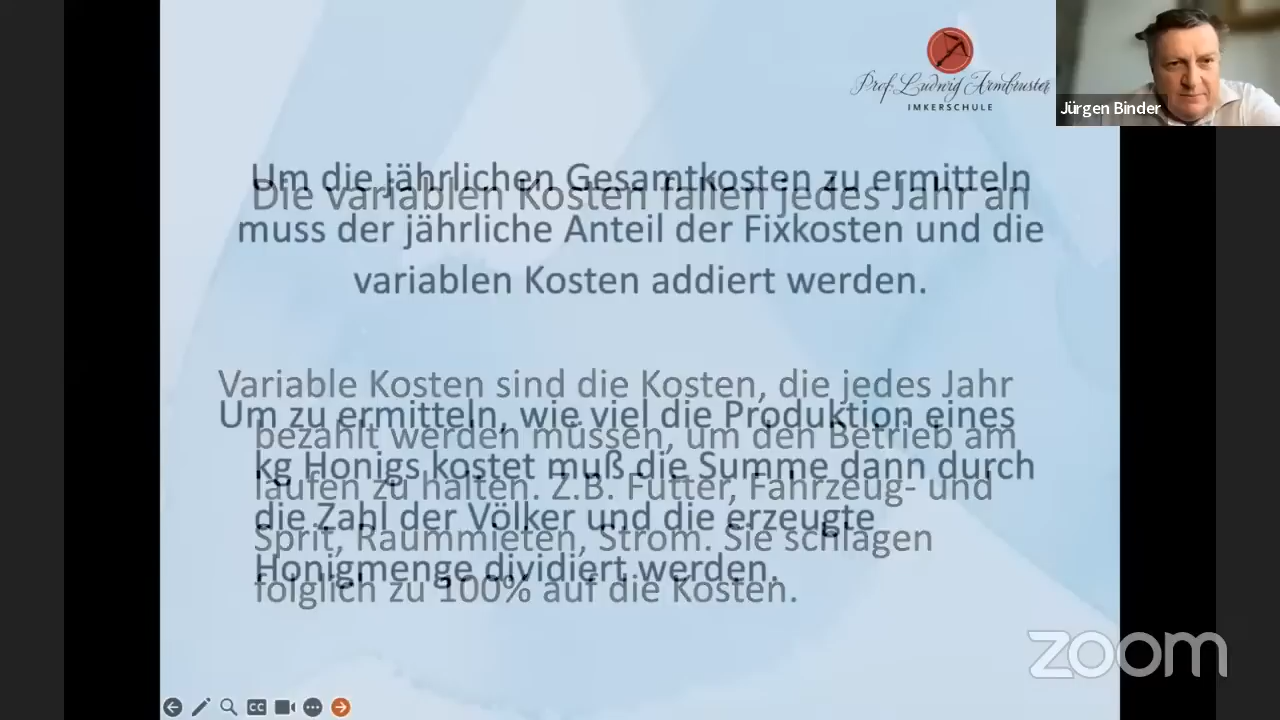 Prof. Ludwig Armbruster
IMKERSCHULE
Jürgen Binder
Um die jährlichen Gesamtkosten zu ermitteln
muss der jährliche Anteil der Fixkosten und die
variablen Kosten addiert werden.
Um zu ermitteln, wie viel die Produktion eines
kg Honigs kostet muß die Summe dann durch
die Zahl der Völker und die erzeugte
Honigmenge dividiert werden.
Die variablen Kosten fallen jedes Jahr an
Variable Kosten sind die Kosten, die jedes Jahr
bezahlt werden müssen, um den Betrieb am
laufen zu halten. Z.B. Futter, Fahrzeug- und
Sprit, Raummieten, Strom. Sie schlagen
folglich zu 100% auf die Kosten.
CC
zoom